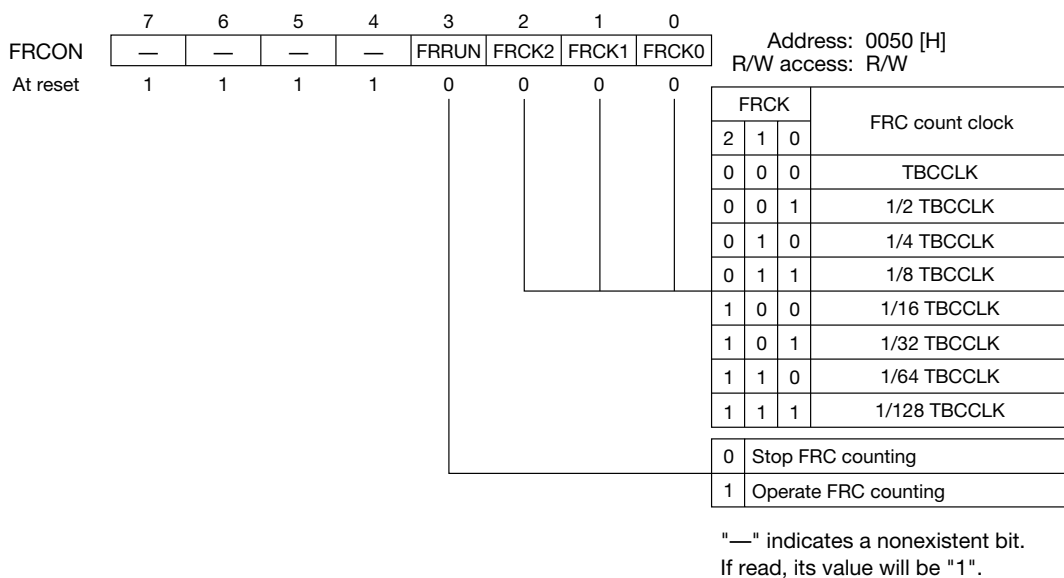 7 6 5 4 3 2 1 0
FRCON — — — — FRRUN FRCK2 FRCK1 FRCK0
Address: 0050 [H]
R/W access: R/W
At reset 1 1 1 1 0 0 0 0
FRCK FRC count clock
2 1 0
0 0 0 TBCCLK
0 0 1 1/2 TBCCLK
0 1 0 1/4 TBCCLK
0 1 1 1/8 TBCCLK
1 0 0 1/16 TBCCLK
1 0 1 1/32 TBCCLK
1 1 0 1/64 TBCCLK
1 1 1 1/128 TBCCLK
0 Stop FRC counting
1 Operate FRC counting
"—" indicates a nonexistent bit.
If read, its value will be "1".